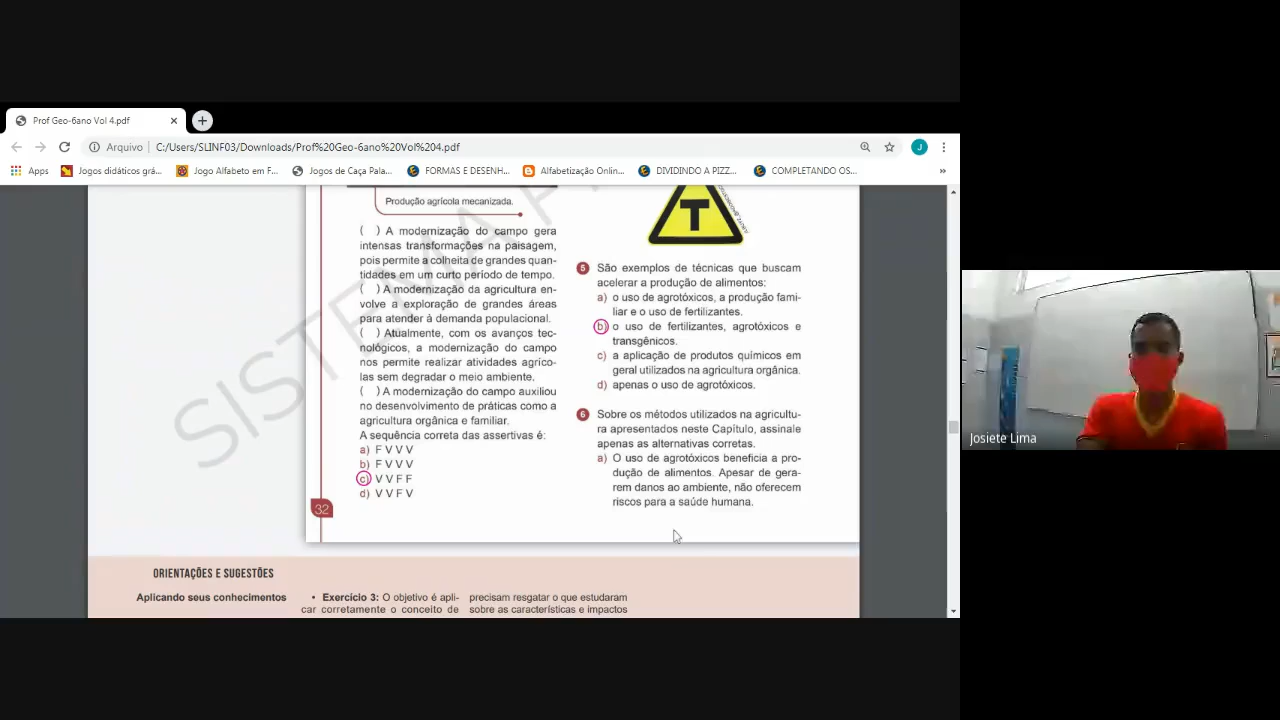 Prof Geo-6ano Vol 4.pdf
Arquivo
C:/Users/SLINF03/Downloads/Prof%20Geo-6ano%20Vol%204.pdf
J
Apps
Jogos didáticos grá...
Jogo Alfabeto em F...
Jogos de Caça Pala...
FORMAS E DESENH...
Alfabetização Onlin...
DIVIDINDO A PIZZ...
COMPLETANDO OS...
»
Produção agrícola mecanizada.
( ) A modernização do campo gera
intensas transformações na paisagem,
pois permite a colheita de grandes quan-
tidades em um curto período de tempo.
( ) A modernização da agricultura en-
volve a exploração de grandes áreas
para atender à demanda populacional.
( ) Atualmente, com os avanços tec-
nológicos, a modernização do campo
nos permite realizar atividades agríco-
las sem degradar o meio ambiente.
( ) A modernização do campo auxiliou
no desenvolvimento de práticas como a
agricultura orgânica e familiar.
A sequência correta das assertivas é:
a) F V V V
b) F V V V
c) V V F F
d) V V F V
32
SISTEMA
T
5 São exemplos de técnicas que buscam
acelerar a produção de alimentos:
a) o uso de agrotóxicos, a produção fami-
liar e o uso de fertilizantes.
b) o uso de fertilizantes, agrotóxicos e
transgênicos.
c) a aplicação de produtos químicos em
geral utilizados na agricultura orgânica.
d) apenas o uso de agrotóxicos.
6 Sobre os métodos utilizados na agricultu-
ra apresentados neste Capítulo, assinale
apenas as alternativas corretas.
a) O uso de agrotóxicos beneficia a pro-
dução de alimentos. Apesar de gera-
rem danos ao ambiente, não oferecem
riscos para a saúde humana.
ORIENTAÇÕES E SUGESTÕES
Aplicando seus conhecimentos
• Exercício 3: O objetivo é apli-
car corretamente o conceito de
precisam resgatar o que estudaram
sobre as características e impactos
Josiete Lima